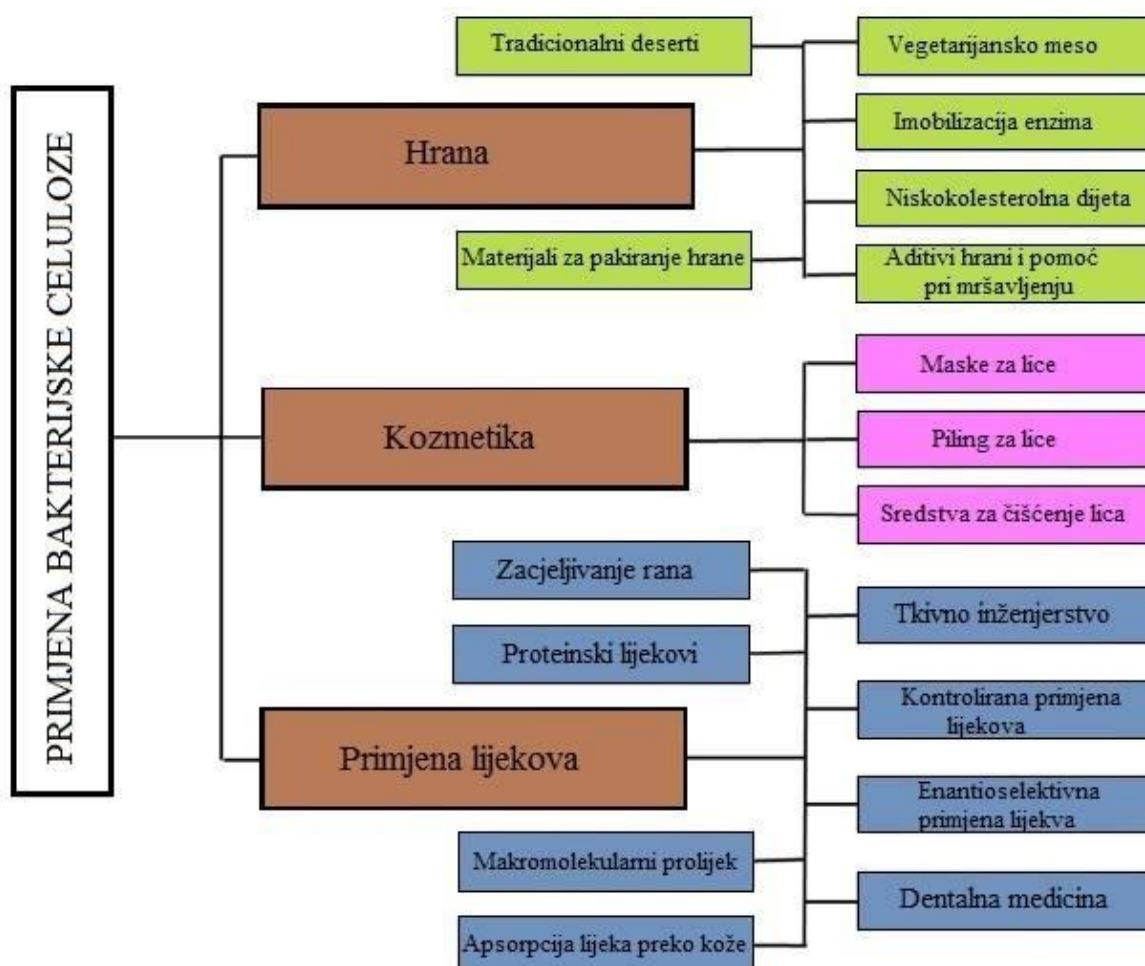 PRIMJENA BAKTERIJSKE CELULOZE
Hrana
Tradicionalni deserti
Materijali za pakiranje hrane
Vegetarijansko meso
Imobilizacija enzima
Niskokolesterolna dijeta
Aditivi hrani i pomoć
pri mršavljenju
Kozmetika
Maske za lice
Piling za lice
Sredstva za čišćenje lica
Primjena lijekova
Zacjeljivanje rana
Proteinski lijekovi
Makromolekularni prolijek
Apsorpcija lijeka preko kože
Tkivno inženjerstvo
Kontrolirana primjena
lijekova
Enantioselektivna
primjena lijekva
Dentalna medicina